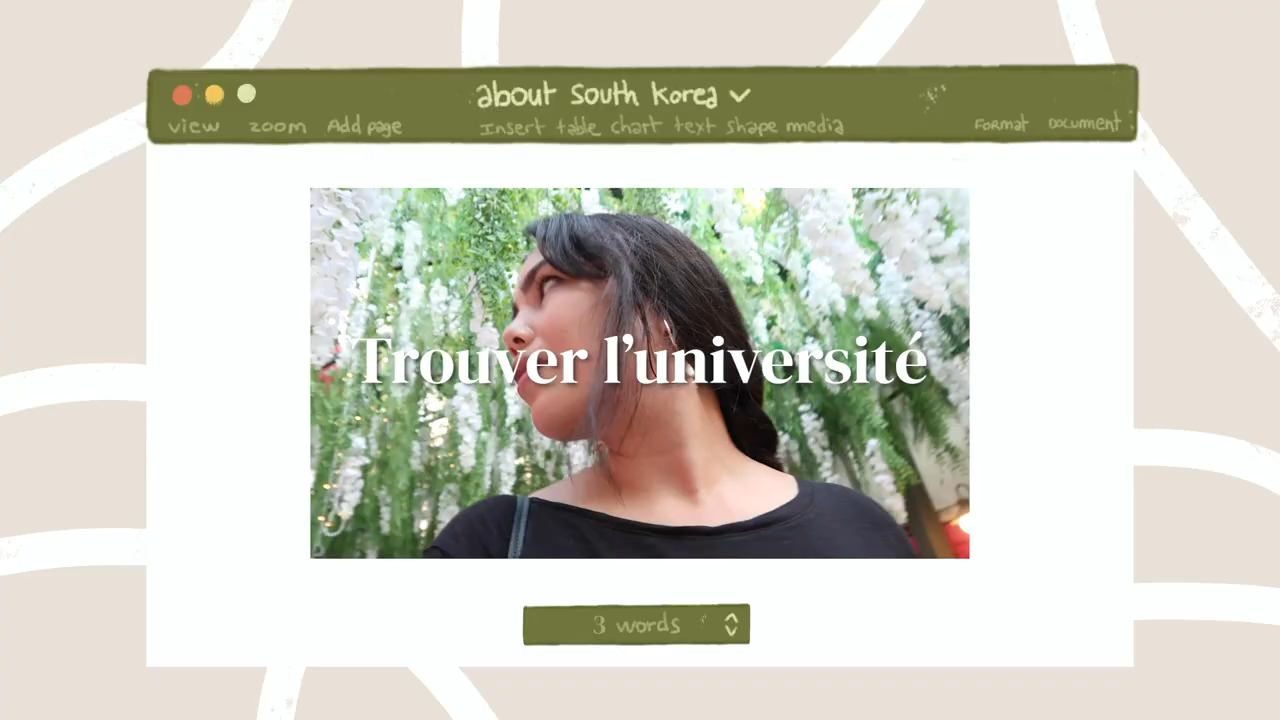 about South Korea
view zoom Add page Insert table chart text shape media Format Document
Trouver l’université
3 words